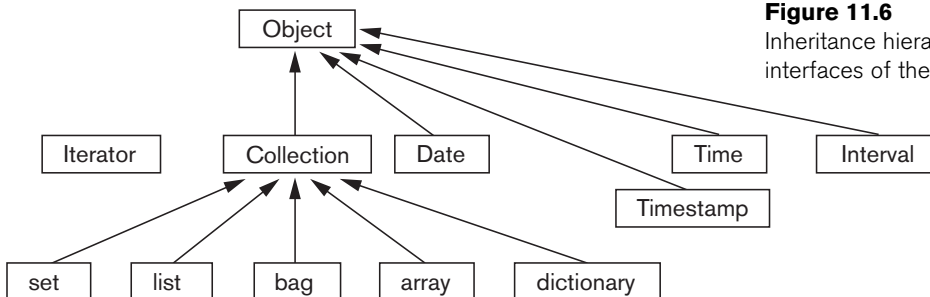 Object
Figure 11.6
Inheritance
interfaces of the
Iterator
Collection
Date
Time
Interval
Timestamp
set
list
bag
array
dictionary